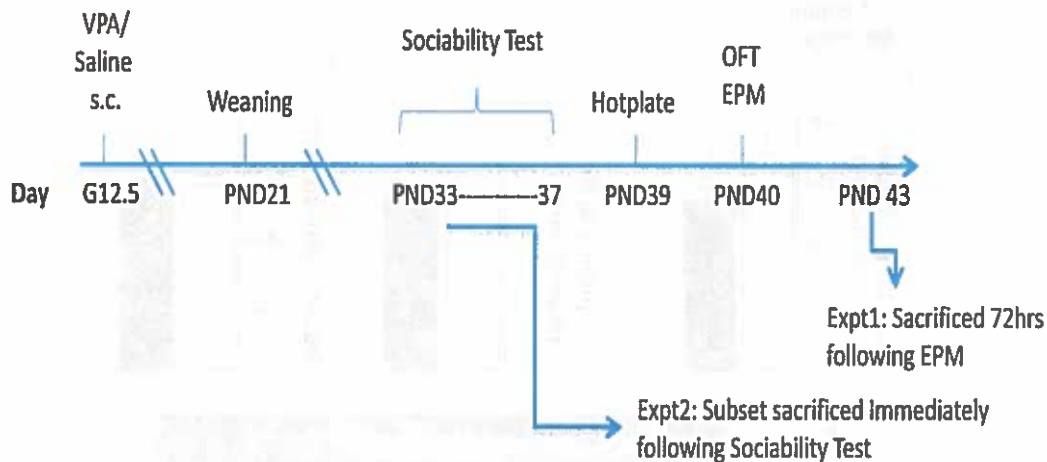 VPA/
Saline
s.c.
Weaning
Sociability Test
Hotplate
OFT
EPM
Day G12.5 PND21 PND33-----------37 PND39 PND40 PND 43
Expt1: Sacrificed 72hrs
following EPM
Expt2: Subset sacrificed Immediately
following Sociability Test